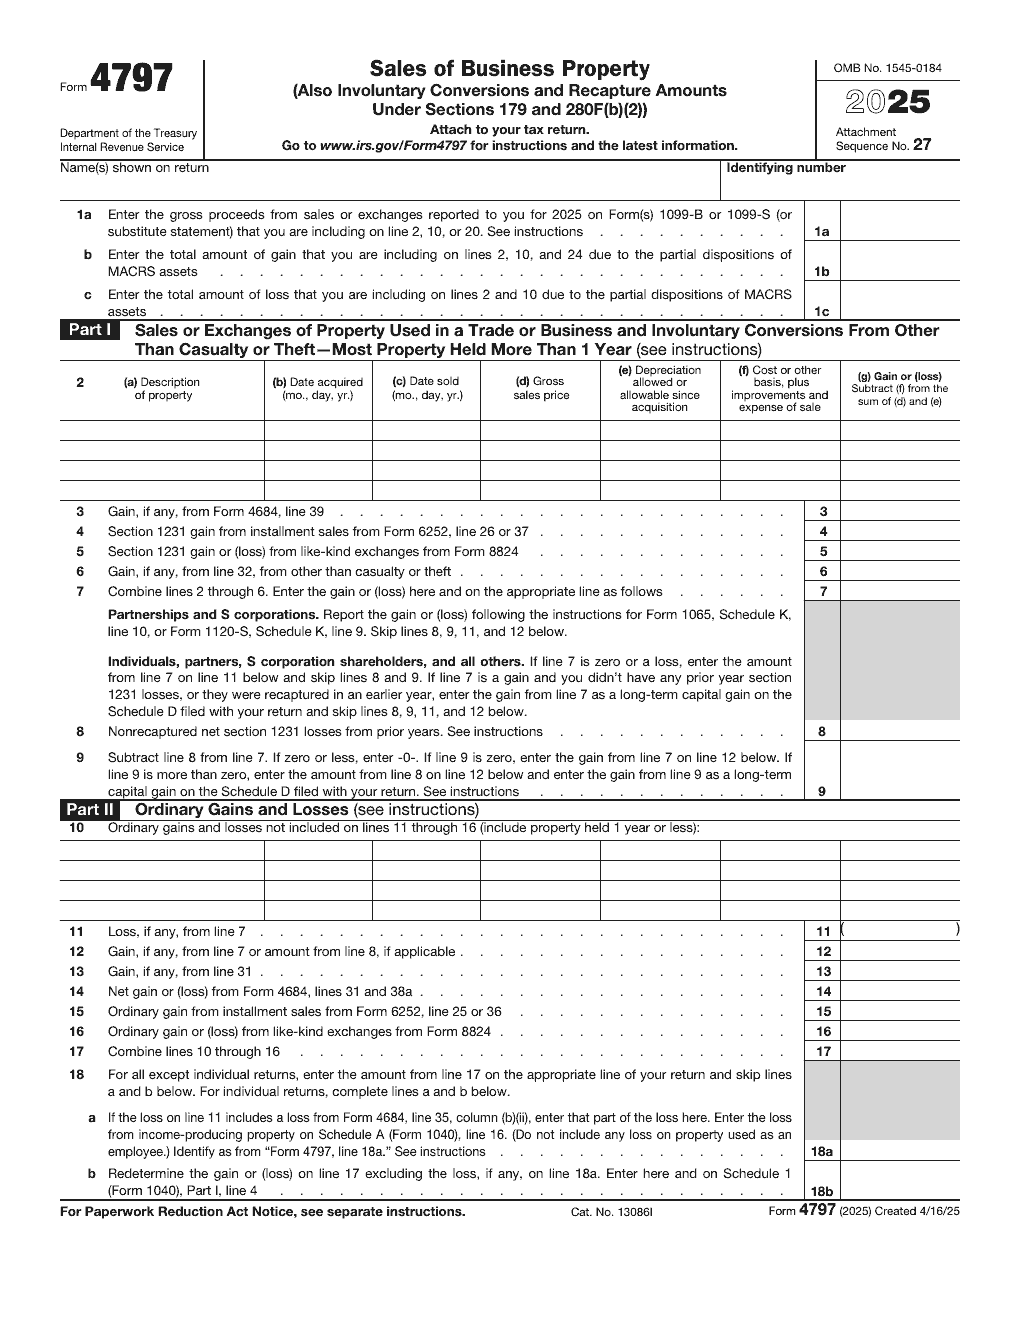 Form 4797
Department of the Treasury
Internal Revenue Service
Sales of Business Property
(Also Involuntary Conversions and Recapture Amounts
Under Sections 179 and 280F(b)(2))
Attach to your tax return.
Go to www.irs.gov/Form4797 for instructions and the latest information.
OMB No. 1545-0184
2025
Attachment
Sequence No. 27
Name(s) shown on return
Identifying number
1a Enter the gross proceeds from sales or exchanges reported to you for 2025 on Form(s) 1099-B or 1099-S (or
substitute statement) that you are including on line 2, 10, or 20. See instructions . . . . . . . . . . 1a
b Enter the total amount of gain that you are including on lines 2, 10, and 24 due to the partial dispositions of
MACRS assets . . . . . . . . . . . . . . . . . . . . . . . . . . . 1b
c Enter the total amount of loss that you are including on lines 2 and 10 due to the partial dispositions of MACRS
assets . . . . . . . . . . . . . . . . . . . . . . . . . . . . . 1c
Part I Sales or Exchanges of Property Used in a Trade or Business and Involuntary Conversions From Other
Than Casualty or Theft—Most Property Held More Than 1 Year (see instructions)
2
(a) Description
of property
(b) Date acquired
(mo., day, yr.)
(c) Date sold
(mo., day, yr.)
(d) Gross
sales price
(e) Depreciation
allowed or
allowable since
acquisition
(f) Cost or other
basis, plus
improvements and
expense of sale
(g) Gain or (loss)
Subtract (f) from the
sum of (d) and (e)
3 Gain, if any, from Form 4684, line 39 . . . . . . . . . . . . . . . . . . . . . . 3
4 Section 1231 gain from installment sales from Form 6252, line 26 or 37 . . . . . . . . . . . . . 4
5 Section 1231 gain or (loss) from like-kind exchanges from Form 8824 . . . . . . . . . . . . . 5
6 Gain, if any, from line 32, from other than casualty or theft . . . . . . . . . . . . . . . . . 6
7 Combine lines 2 through 6. Enter the gain or (loss) here and on the appropriate line as follows . . . . . . 7
Partnerships and S corporations. Report the gain or (loss) following the instructions for Form 1065, Schedule K,
line 10, or Form 1120-S, Schedule K, line 9. Skip lines 8, 9, 11, and 12 below.
Individuals, partners, S corporation shareholders, and all others. If line 7 is zero or a loss, enter the amount
from line 7 on line 11 below and skip lines 8 and 9. If line 7 is a gain and you didn't have any prior year section
1231 losses, or they were recaptured in an earlier year, enter the gain from line 7 as a long-term capital gain on the
Schedule D filed with your return and skip lines 8, 9, 11, and 12 below.
8 Nonrecaptured net section 1231 losses from prior years. See instructions . . . . . . . . . . . . 8
9 Subtract line 8 from line 7. If zero or less, enter -0-. If line 9 is zero, enter the gain from line 7 on line 12 below. If
line 9 is more than zero, enter the amount from line 8 on line 12 below and enter the gain from line 9 as a long-term
capital gain on the Schedule D filed with your return. See instructions . . . . . . . . . . . . . 9
Part II Ordinary Gains and Losses (see instructions)
10 Ordinary gains and losses not included on lines 11 through 16 (include property held 1 year or less):
11 Loss, if any, from line 7 . . . . . . . . . . . . . . . . . . . . . . . . . . 11 ( )
12 Gain, if any, from line 7 or amount from line 8, if applicable . . . . . . . . . . . . . . . . . 12
13 Gain, if any, from line 31 . . . . . . . . . . . . . . . . . . . . . . . . . . 13
14 Net gain or (loss) from Form 4684, lines 31 and 38a . . . . . . . . . . . . . . . . . . . 14
15 Ordinary gain from installment sales from Form 6252, line 25 or 36 . . . . . . . . . . . . . . 15
16 Ordinary gain or (loss) from like-kind exchanges from Form 8824 . . . . . . . . . . . . . . . 16
17 Combine lines 10 through 16 . . . . . . . . . . . . . . . . . . . . . . . . 17
18 For all except individual returns, enter the amount from line 17 on the appropriate line of your return and skip lines
a and b below. For individual returns, complete lines a and b below.
a If the loss on line 11 includes a loss from Form 4684, line 35, column (b)(ii), enter that part of the loss here. Enter the loss
from income-producing property on Schedule A (Form 1040), line 16. (Do not include any loss on property used as an
employee.) Identify as from “Form 4797, line 18a.” See instructions . . . . . . . . . . . . . . . 18a
b Redetermine the gain or (loss) on line 17 excluding the loss, if any, on line 18a. Enter here and on Schedule 1
(Form 1040), Part I, line 4 . . . . . . . . . . . . . . . . . . . . . . . . . 18b
For Paperwork Reduction Act Notice, see separate instructions. Cat. No. 13086I Form 4797 (2025) Created 4/16/25